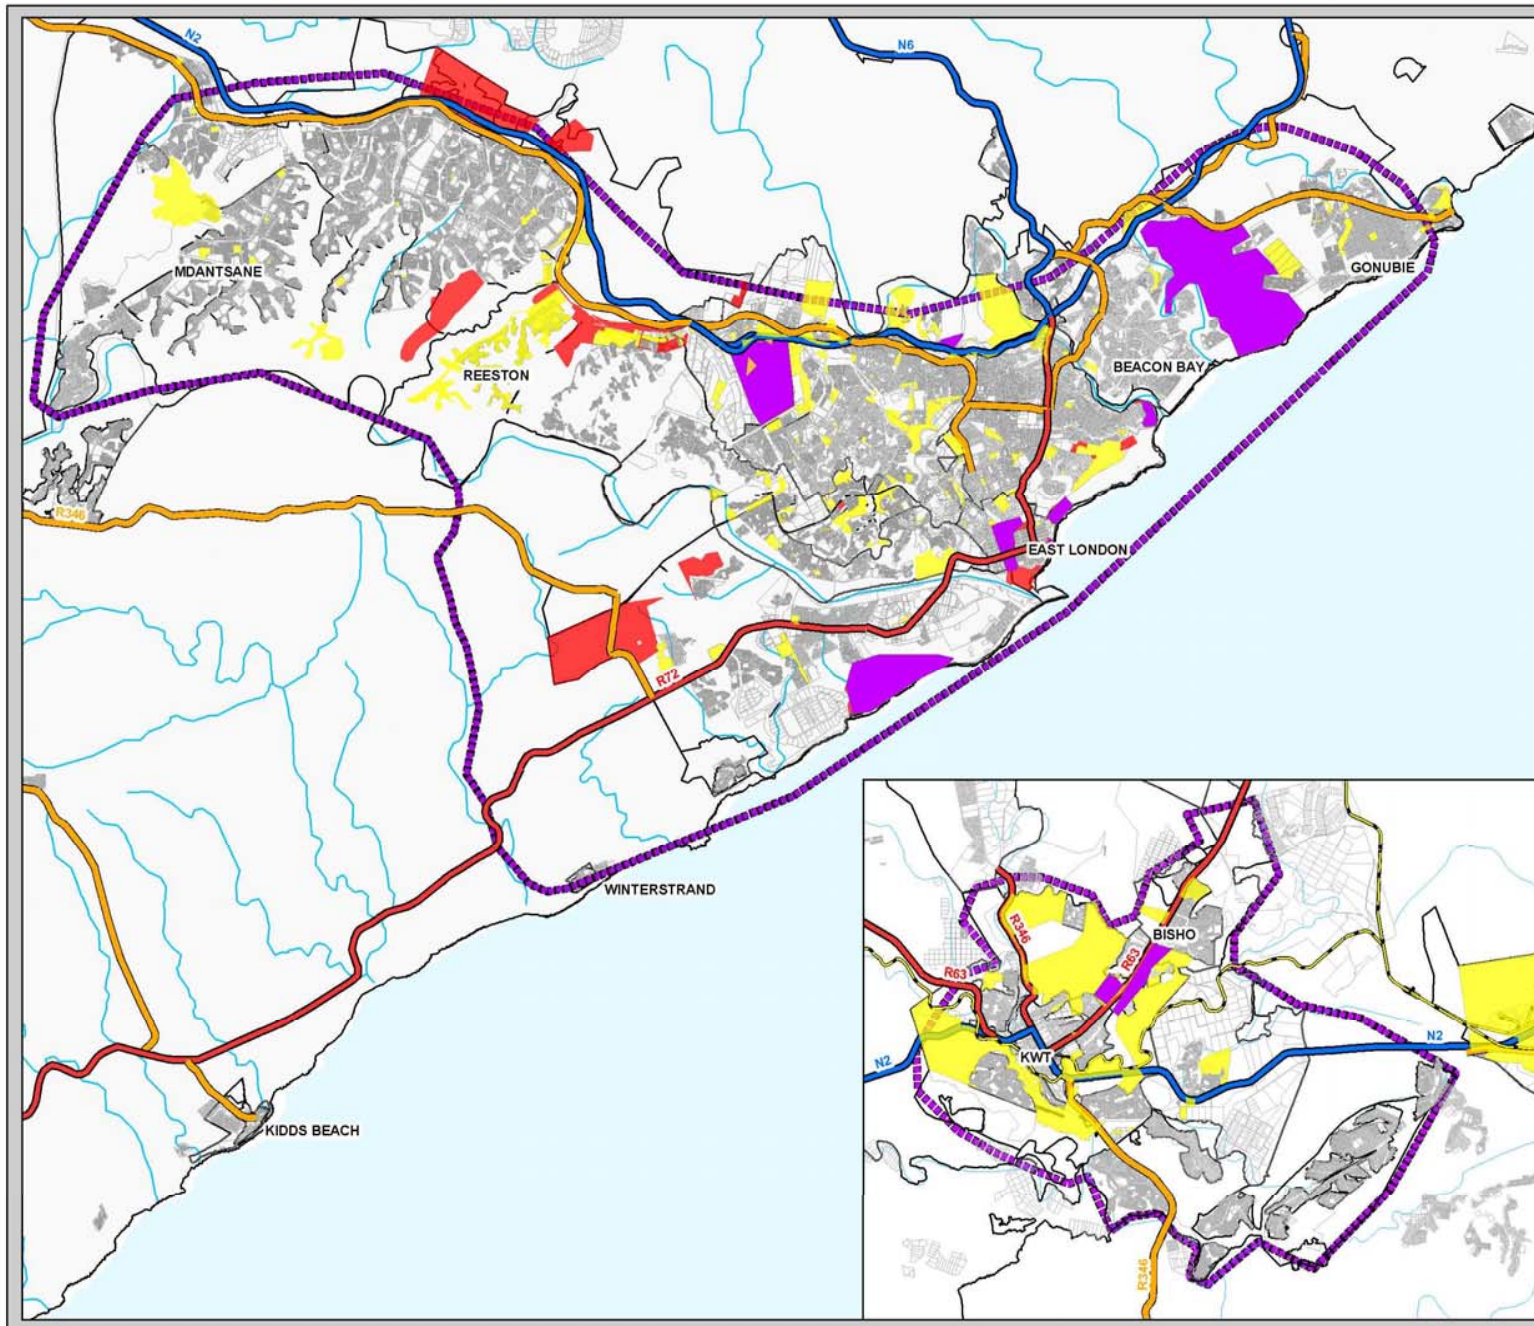 N2
N6
MDANTSANE
GONUBIE
REESTON
BEACON BAY
R346
EAST LONDON
R72
WINTERSTRAND
KIDDS BEACH
R346
BISHO
R63
R63
KWT
N2
N2
R346